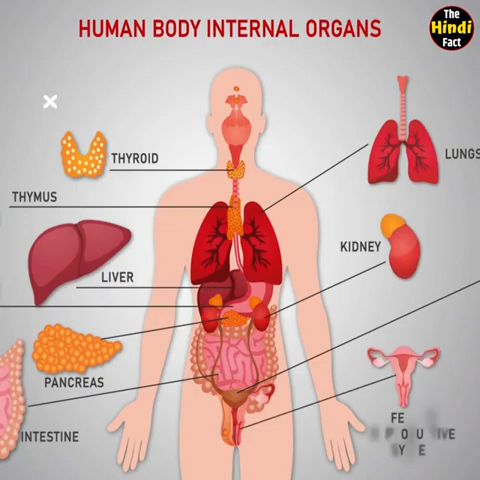 HUMAN BODY INTERNAL ORGANS
The
Hindi
Fact
THYROID
LUNGS
THYMUS
KIDNEY
LIVER
PANCREAS
INTESTINE